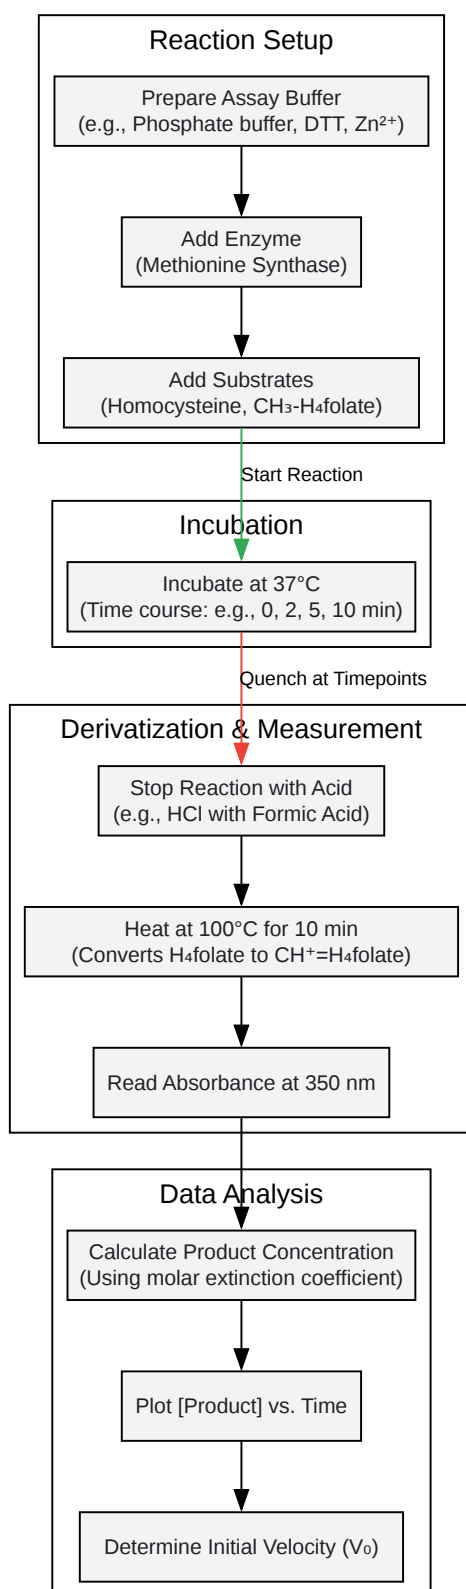 Reaction Setup
Prepare Assay Buffer
(e.g., Phosphate buffer, DTT, Zn²⁺)
Add Enzyme
(Methionine Synthase)
Add Substrates
(Homocysteine, CH₃-H₄folate)
Start Reaction
Incubation
Incubate at 37°C
(Time course: e.g., 0, 2, 5, 10 min)
Quench at Timepoints
Derivatization & Measurement
Stop Reaction with Acid
(e.g., HCl with Formic Acid)
Heat at 100°C for 10 min
(Converts H₄folate to CH⁺=H₄folate)
Read Absorbance at 350 nm
Data Analysis
Calculate Product Concentration
(Using molar extinction coefficient)
Plot [Product] vs. Time
Determine Initial Velocity (V₀)